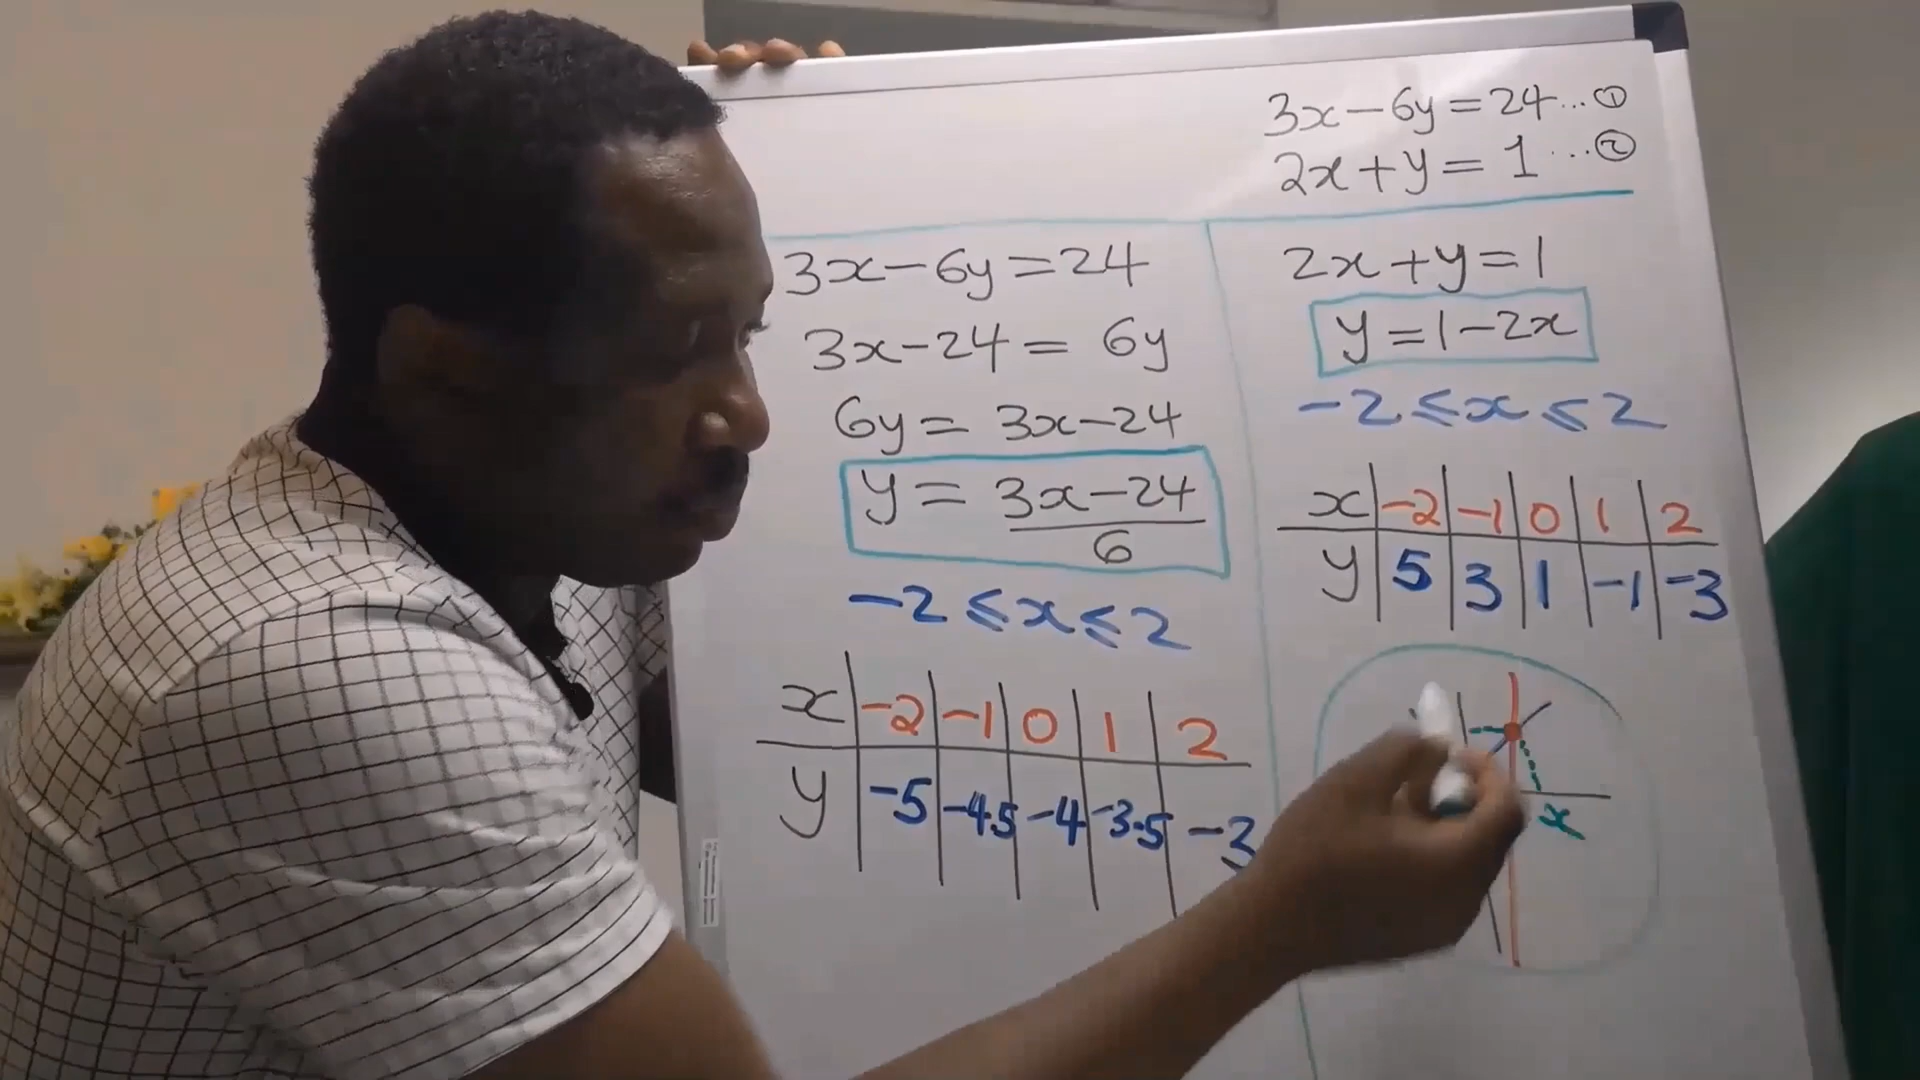 3x-6y=24...①
2x+y=1...②
3x-6y=24
3x-24=6y
6y=3x-24
y=3x-24
6
-2≤x≤2
x -2 -1 0 1 2
y -5 -4.5 -4 -3.5 -3
2x+y=1
y=1-2x
-2≤x≤2
x -2 -1 0 1 2
y 5 3 1 -1 -3
x